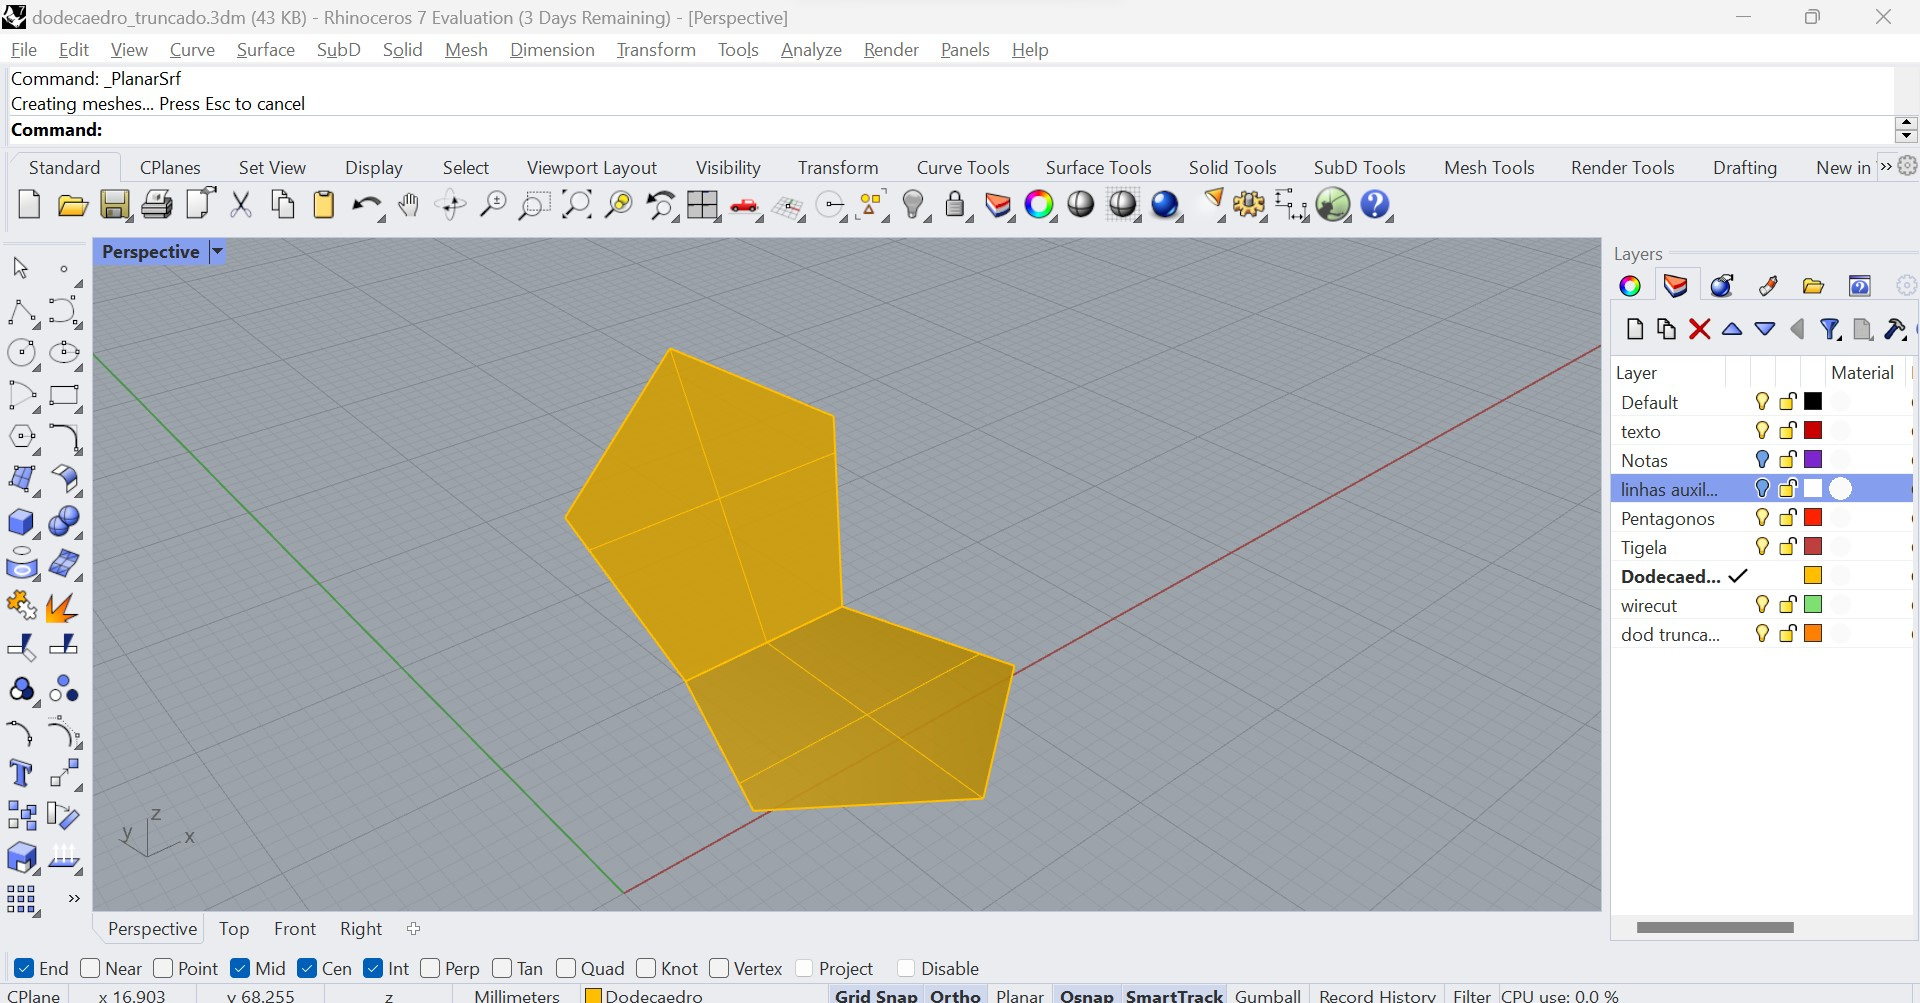 dodecaedro_truncado.3dm (43 KB) - Rhinoceros 7 Evaluation (3 Days Remaining) - [Perspective]
File Edit View Curve Surface SubD Solid Mesh Dimension Transform Tools Analyze Render Panels Help
Command: _PlanarSrf
Creating meshes... Press Esc to cancel
Command:
Standard CPlanes Set View Display Select Viewport Layout Visibility Transform Curve Tools Surface Tools Solid Tools SubD Tools Mesh Tools Render Tools Drafting New in
Perspective
Layers
Layer Material
Default
texto
Notas
linhas auxil...
Pentagonos
Tigela
Dodecaed...
wirecut
dod trunca...
z
y
x
Perspective Top Front Right
End Near Point Mid Cen Int Perp Tan Quad Knot Vertex Project Disable
CPlane x 16.903 y 68.255 z Millimeters Dodecaedro Grid Snap Ortho Planar Osnap SmartTrack Gumball Record History Filter CPU use: 0.0 %